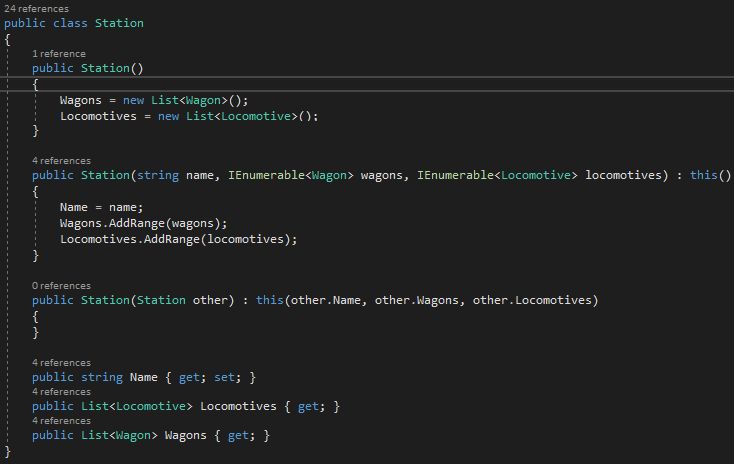 24 references
public class Station
{
1 reference
public Station()
{
Wagons = new List<Wagon>();
Locomotives = new List<Locomotive>();
}
4 references
public Station(string name, IEnumerable<Wagon> wagons, IEnumerable<Locomotive> locomotives) : this()
{
Name = name;
Wagons.AddRange(wagons);
Locomotives.AddRange(locomotives);
}
0 references
public Station(Station other) : this(other.Name, other.Wagons, other.Locomotives)
{
}
4 references
public string Name { get; set; }
4 references
public List<Locomotive> Locomotives { get; }
4 references
public List<Wagon> Wagons { get; }
}